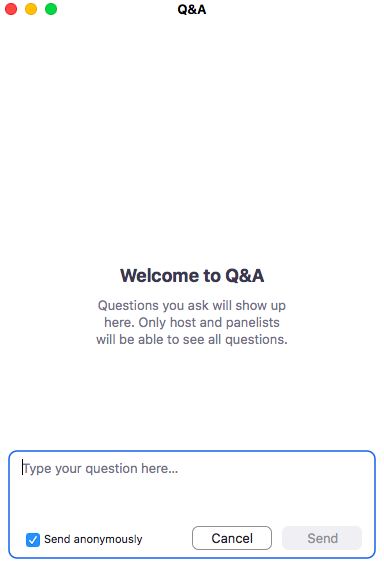 Q&A
Welcome to Q&A
Questions you ask will show up
here. Only host and panelists
will be able to see all questions.
Type your question here...
Send anonymously
Cancel
Send